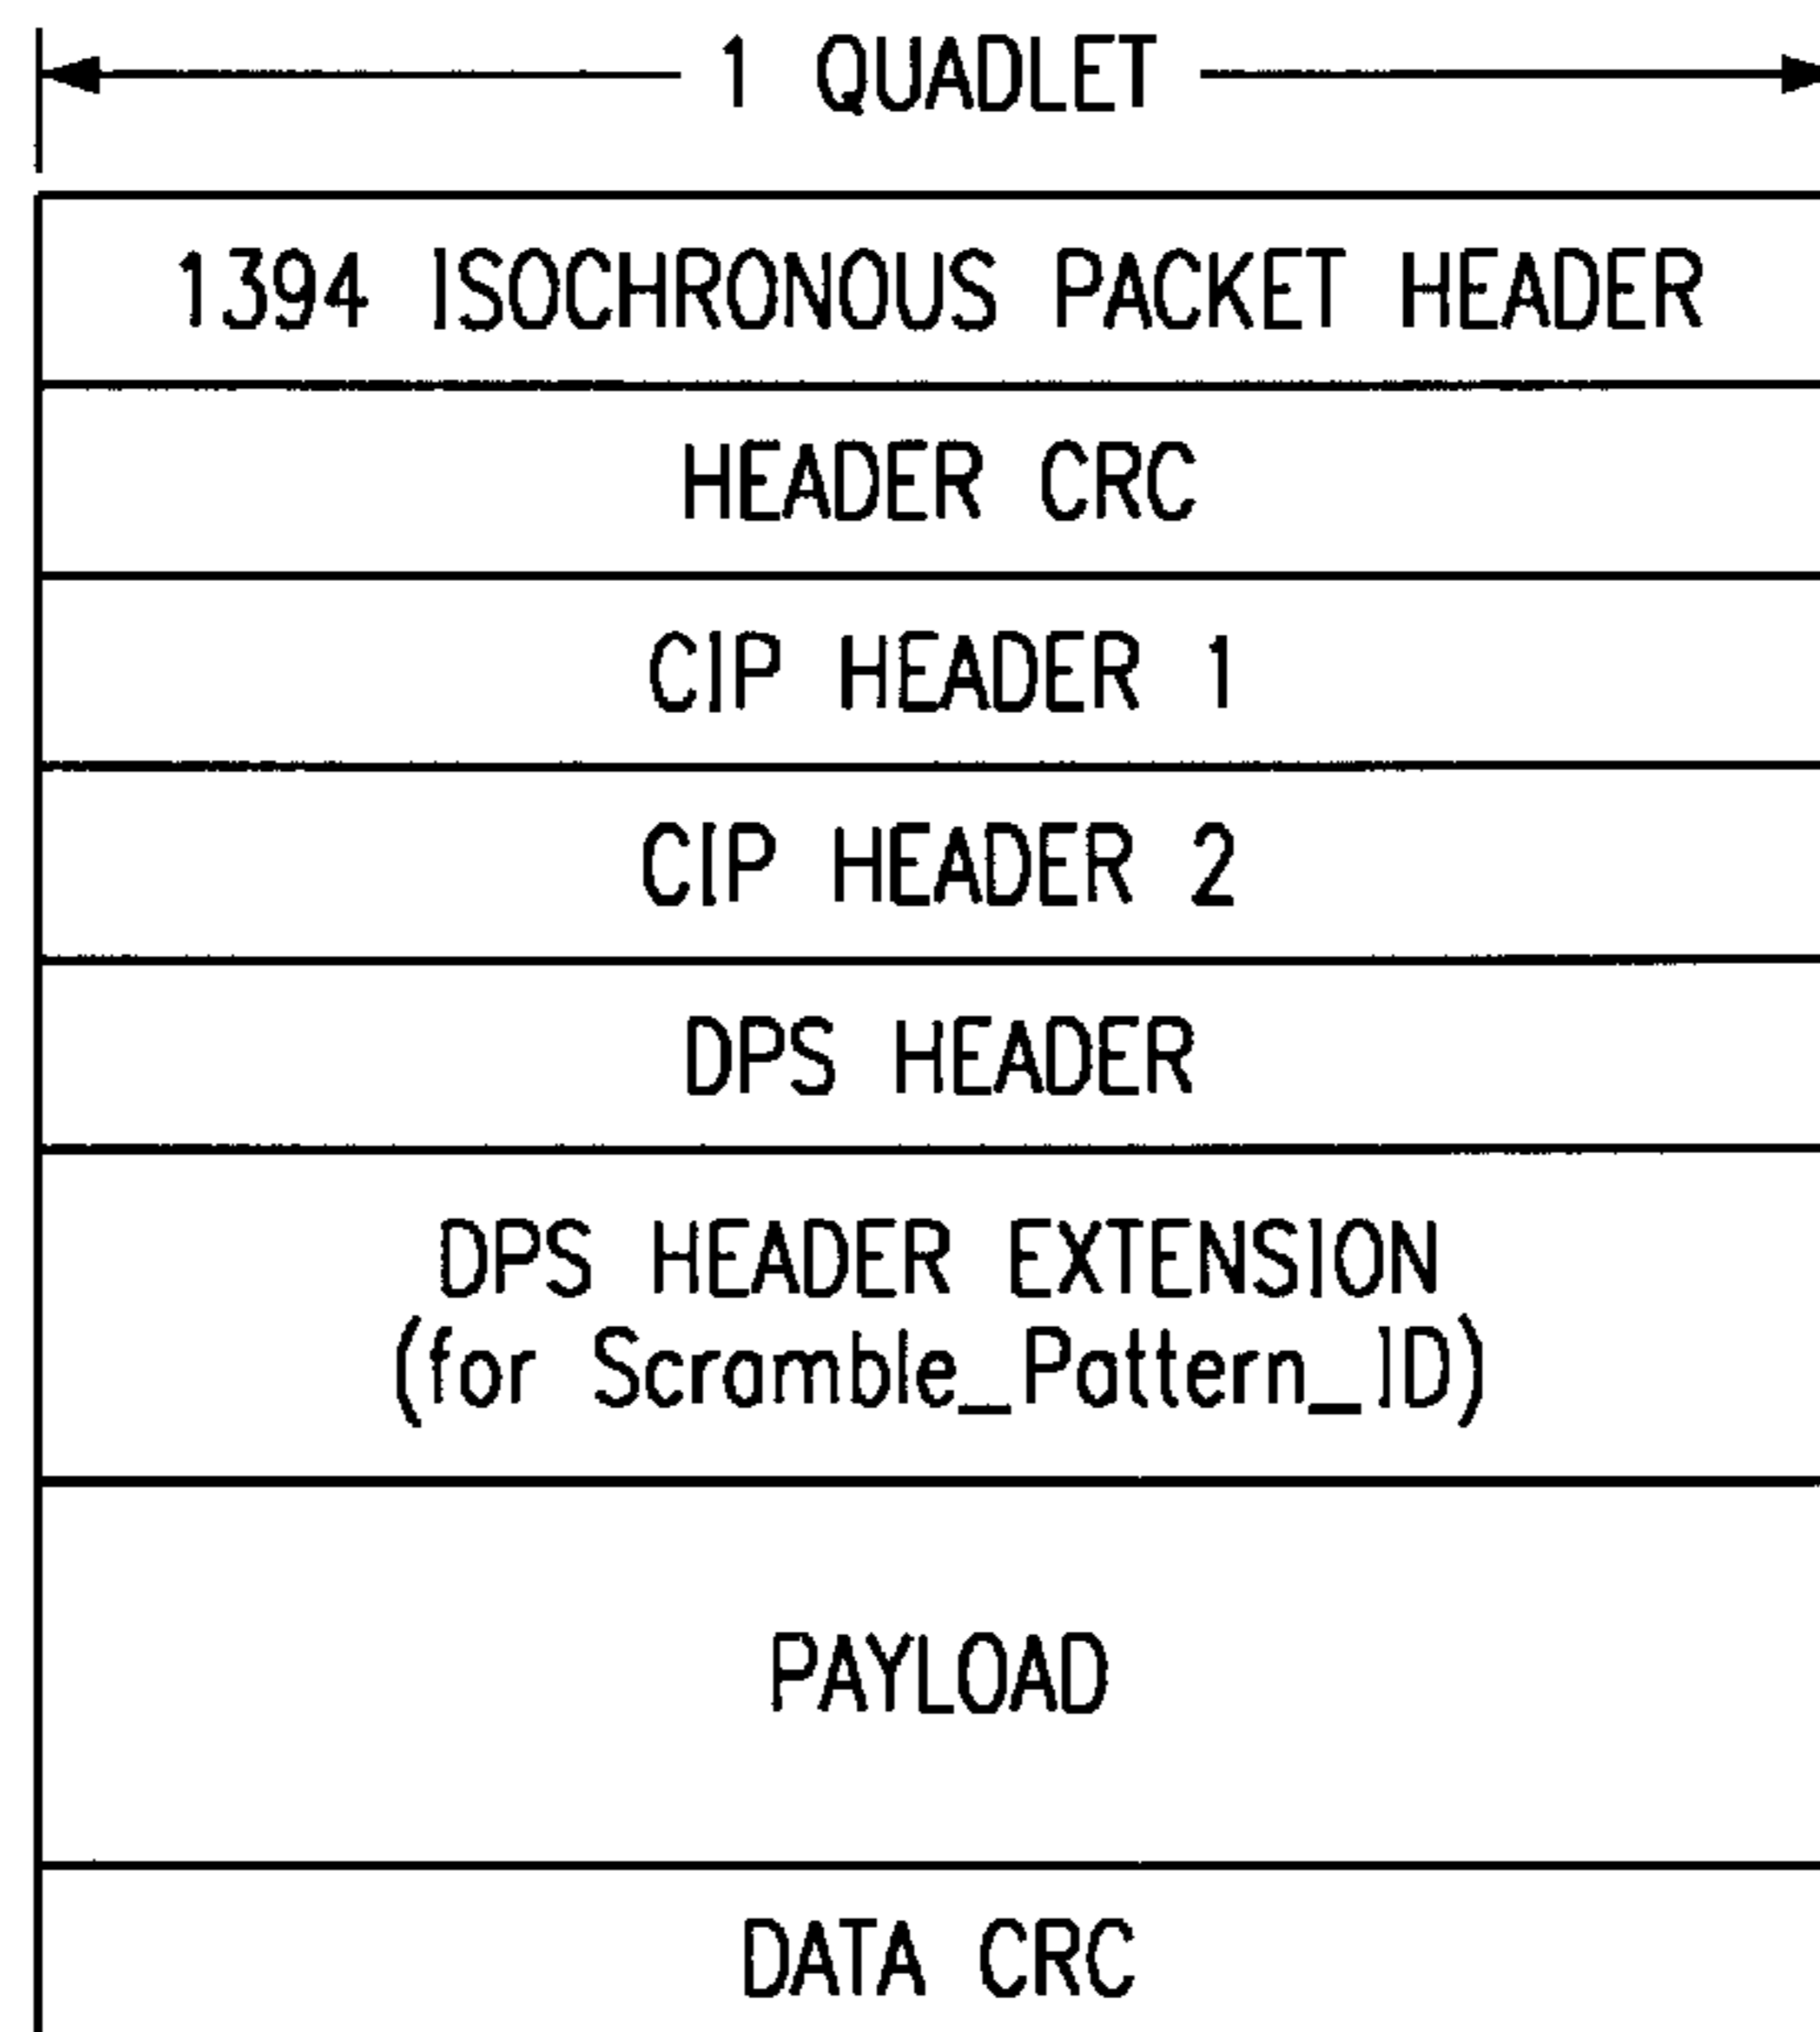 1 QUADLET
1394 ISOCHRONOUS PACKET HEADER
HEADER CRC
CIP HEADER 1
CIP HEADER 2
DPS HEADER
DPS HEADER EXTENSION
(for Scramble_Pattern_ID)
PAYLOAD
DATA CRC